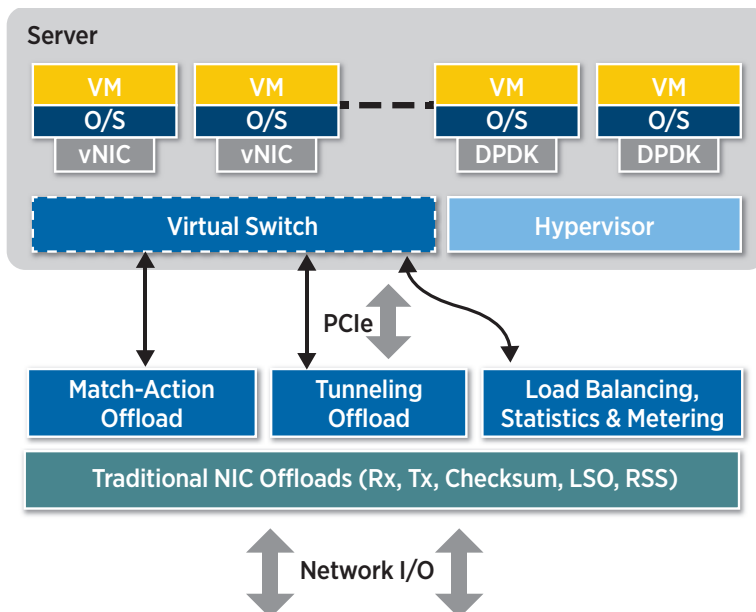 Server
VM
VM
VM
VM
O/S
O/S
O/S
O/S
vNIC
vNIC
DPDK
DPDK
Virtual Switch
Hypervisor
PCIe
Match-Action
Offload
Tunneling
Offload
Load Balancing,
Statistics & Metering
Traditional NIC Offloads (Rx, Tx, Checksum, LSO, RSS)
Network I/O